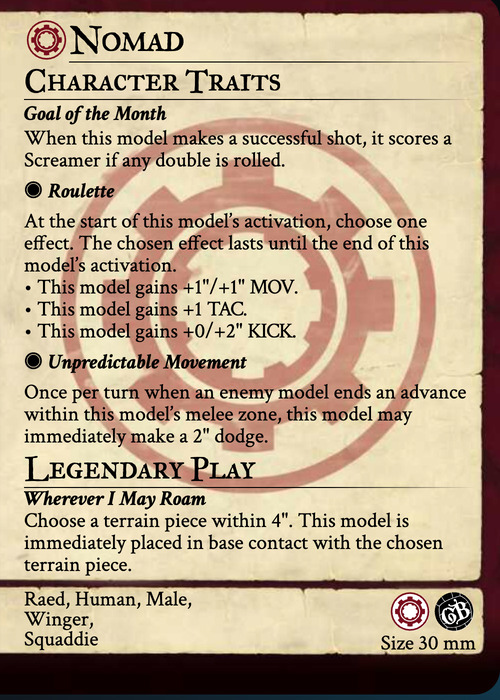 Nomad
Character Traits
Goal of the Month
When this model makes a successful shot, it scores a
Screamer if any double is rolled.
Roulette
At the start of this model's activation, choose one
effect. The chosen effect lasts until the end of this
model's activation.
• This model gains +1"/+1" MOV.
• This model gains +1 TAC.
• This model gains +0/+2" KICK.
Unpredictable Movement
Once per turn when an enemy model ends an advance
within this model's melee zone, this model may
immediately make a 2" dodge.
Legendary Play
Wherever I May Roam
Choose a terrain piece within 4". This model is
immediately placed in base contact with the chosen
terrain piece.
Raed, Human, Male,
Winger,
Squaddie
GB
Size 30 mm